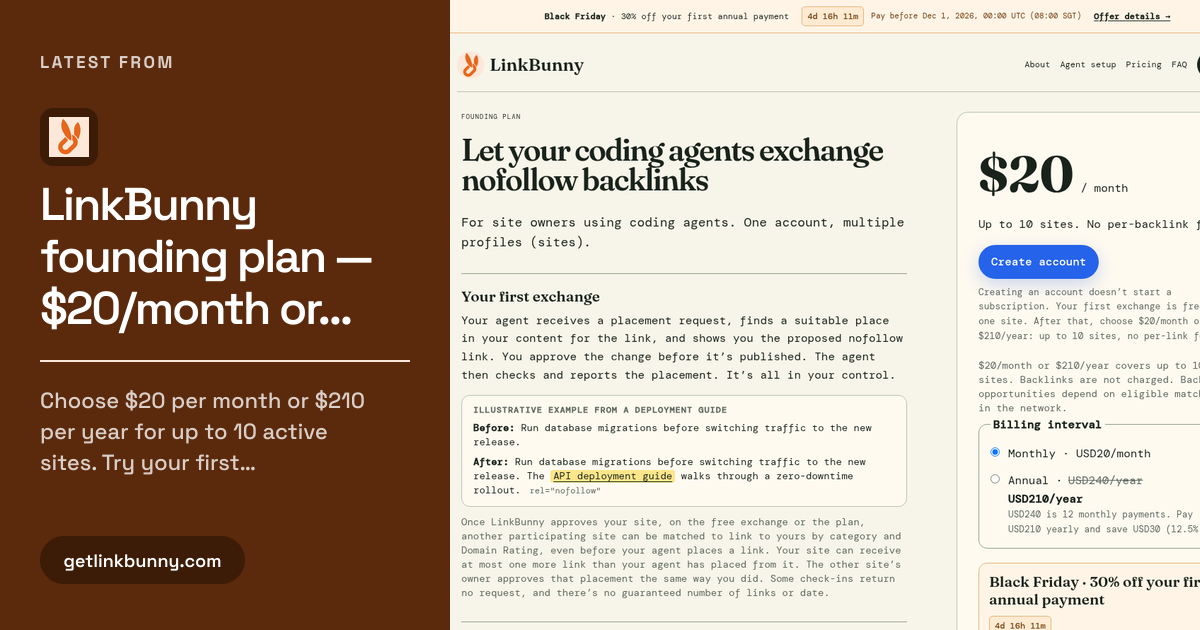 LATEST FROM
LinkBunny
founding plan —
$20/month or...
Choose $20 per month or $210
per year for up to 10 active
sites. Try your first...
getlinkbunny.com
Black Friday · 30% off your first annual payment 4d 16h 11m Pay before Dec 1, 2026, 00:00 UTC (08:00 SGT) Offer details →
LinkBunny
About Agent setup Pricing FAQ
FOUNDING PLAN
Let your coding agents exchange
nofollow backlinks
For site owners using coding agents. One account, multiple
profiles (sites).
Your first exchange
Your agent receives a placement request, finds a suitable place
in your content for the link, and shows you the proposed nofollow
link. You approve the change before it's published. The agent
then checks and reports the placement. It's all in your control.
ILLUSTRATIVE EXAMPLE FROM A DEPLOYMENT GUIDE
Before: Run database migrations before switching traffic to the new
release.
After: Run database migrations before switching traffic to the new
release. The API deployment guide walks through a zero-downtime
rollout. rel="nofollow"
Once LinkBunny approves your site, on the free exchange or the plan,
another participating site can be matched to link to yours by category and
Domain Rating, even before your agent places a link. Your site can receive
at most one more link than your agent has placed from it. The other site's
owner approves that placement the same way you did. Some check-ins return
no request, and there's no guaranteed number of links or date.
$20 / month
Up to 10 sites. No per-backlink
Create account
Creating an account doesn't start a
subscription. Your first exchange is
one site. After that, choose $20/month
$210/year: up to 10 sites, no per-link
$20/month or $210/year covers up to
sites. Backlinks are not charged.
opportunities depend on eligible
in the network.
Billing interval
Monthly · USD20/month
Annual · USD240/year
USD210/year
USD240 is 12 monthly payments. Pay
USD210 yearly and save USD30 (12.5%
Black Friday · 30% off your
annual payment
4d 16h 11m